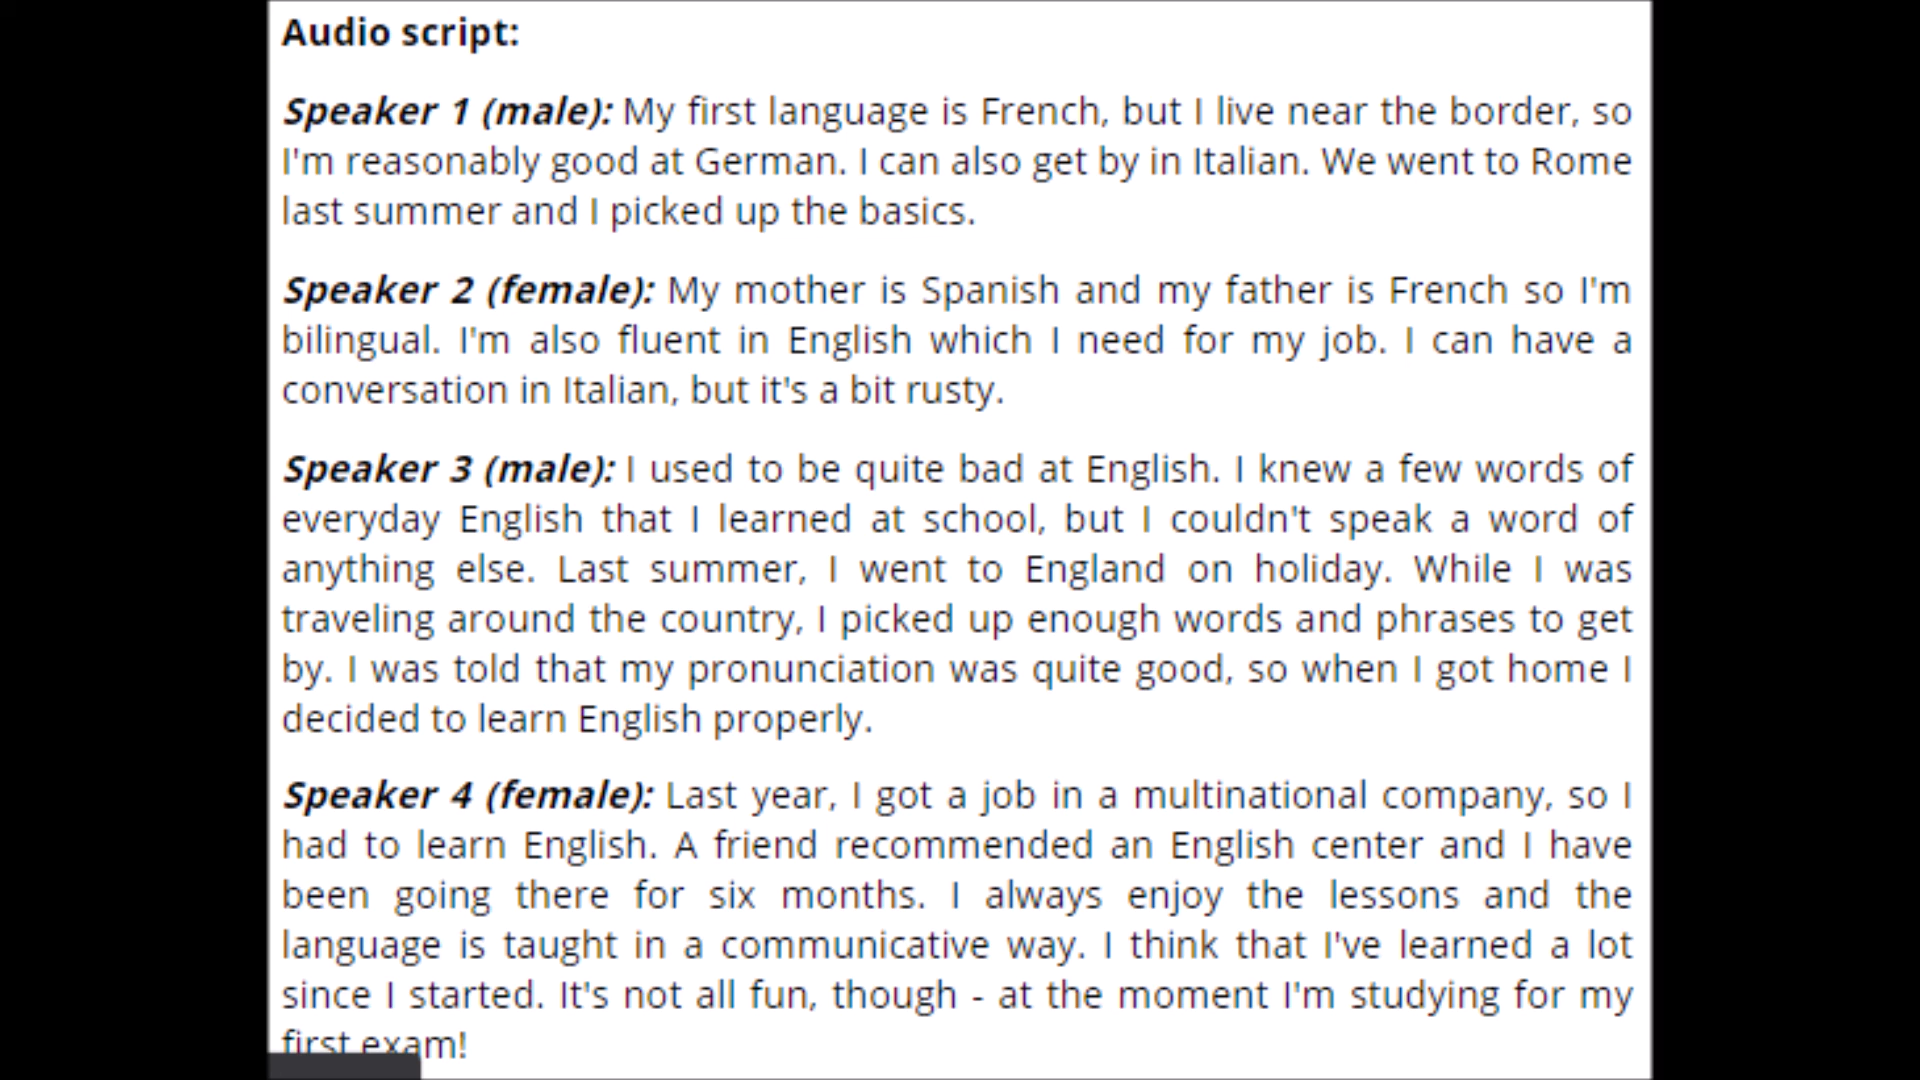 Audio script:
Speaker 1 (male): My first language is French, but I live near the border, so
I'm reasonably good at German. I can also get by in Italian. We went to Rome
last summer and I picked up the basics.
Speaker 2 (female): My mother is Spanish and my father is French so I'm
bilingual. I'm also fluent in English which I need for my job. I can have a
conversation in Italian, but it's a bit rusty.
Speaker 3 (male): I used to be quite bad at English. I knew a few words of
everyday English that I learned at school, but I couldn't speak a word of
anything else. Last summer, I went to England on holiday. While I was
traveling around the country, I picked up enough words and phrases to get
by. I was told that my pronunciation was quite good, so when I got home I
decided to learn English properly.
Speaker 4 (female): Last year, I got a job in a multinational company, so I
had to learn English. A friend recommended an English center and I have
been going there for six months. I always enjoy the lessons and the
language is taught in a communicative way. I think that I've learned a lot
since I started. It's not all fun, though - at the moment I'm studying for my
first exam!